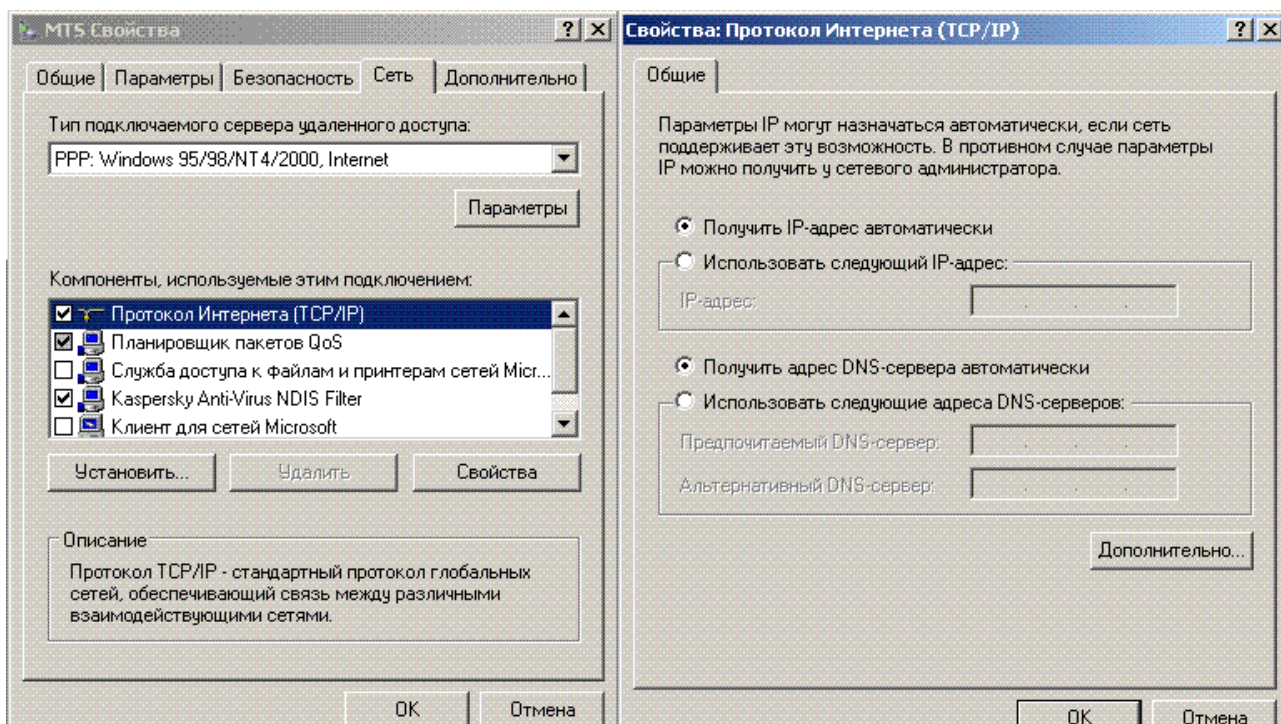 MTS Свойства
Общие
Параметры
Безопасность
Сеть
Дополнительно
Тип подключаемого сервера удаленного доступа:
PPP: Windows 95/98/NT4/2000, Internet
Параметры
Компоненты, используемые этим подключением:
Протокол Интернета (TCP/IP)
Планировщик пакетов QoS
Служба доступа к файлам и принтерам сетей Micr...
Kaspersky Anti-Virus NDIS Filter
Клиент для сетей Microsoft
Установить...
Удалить
Свойства
Описание
Протокол TCP/IP - стандартный протокол глобальных
сетей, обеспечивающий связь между различными
взаимодействующими сетями.
OK
Отмена
Свойства: Протокол Интернета (TCP/IP)
Общие
Параметры IP могут назначаться автоматически, если сеть
поддерживает эту возможность. В противном случае параметры
IP можно получить у сетевого администратора.
Получить IP-адрес автоматически
Использовать следующий IP-адрес:
IP-адрес:
Получить адрес DNS-сервера автоматически
Использовать следующие адреса DNS-серверов:
Предпочитаемый DNS-сервер:
Альтернативный DNS-сервер:
Дополнительно...
OK
Отмена